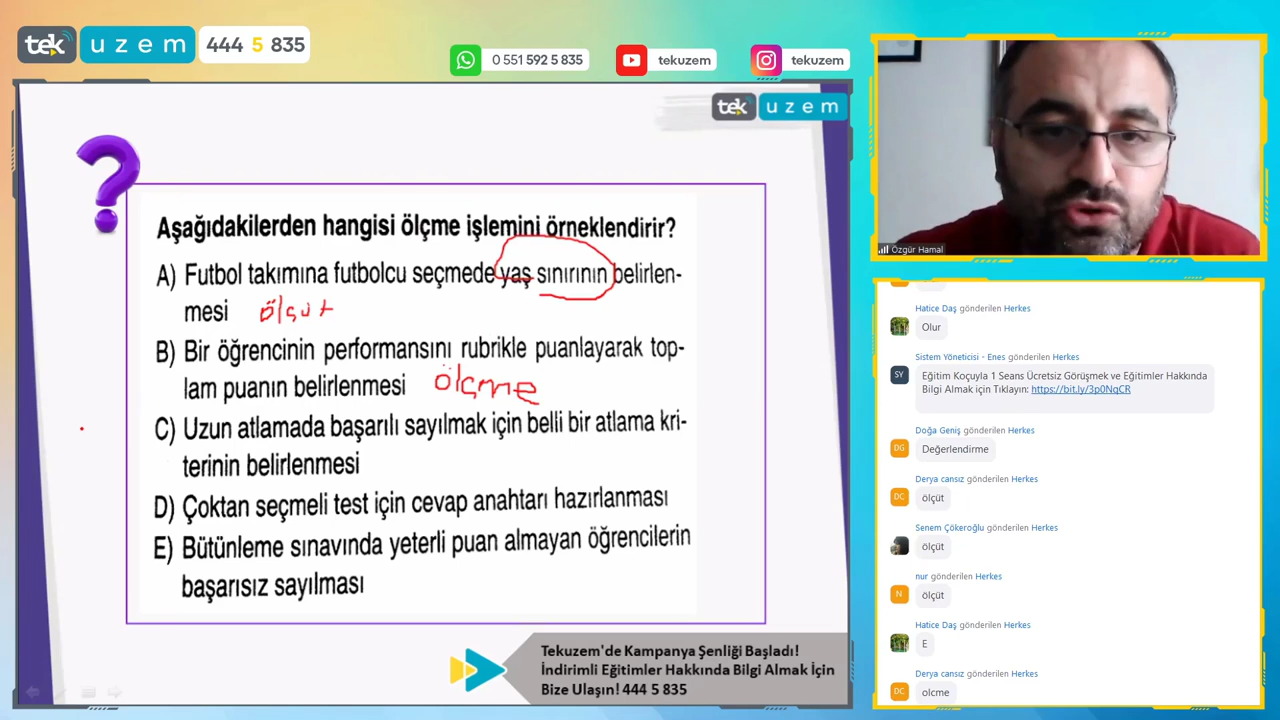 tek uzem 444 5 835
0 551 592 5 835
tekuzem
tekuzem
tek uzem
?
Aşağıdakilerden hangisi ölçme işlemini örneklendirir?
A) Futbol takımına futbolcu seçmede yaş sınırının belirlen-
mesi ölçüt
B) Bir öğrencinin performansını rubrikle puanlayarak top-
lam puanın belirlenmesi ölçme
C) Uzun atlamada başarılı sayılmak için belli bir atlama kri-
terinin belirlenmesi
D) Çoktan seçmeli test için cevap anahtarı hazırlanması
E) Bütünleme sınavında yeterli puan almayan öğrencilerin
başarısız sayılması
Tekuzem'de Kampanya Şenliği Başladı!
İndirimli Eğitimler Hakkında Bilgi Almak İçin
Bize Ulaşın! 444 5 835
Özgür Hamal
Hatice Daş gönderilen Herkes
Olur
Sistem Yöneticisi - Enes gönderilen Herkes
SY
Eğitim Koçuyla 1 Seans Ücretsiz Görüşmek ve Eğitimler Hakkında
Bilgi Almak için Tıklayın: https://bit.ly/3p0NqCR
Doğa Geniş gönderilen Herkes
DG
Değerlendirme
Derya cansız gönderilen Herkes
DC
ölçüt
Senem Çökeroğlu gönderilen Herkes
ölçüt
nur gönderilen Herkes
N
ölçüt
Hatice Daş gönderilen Herkes
E
Derya cansız gönderilen Herkes
DC
olcme